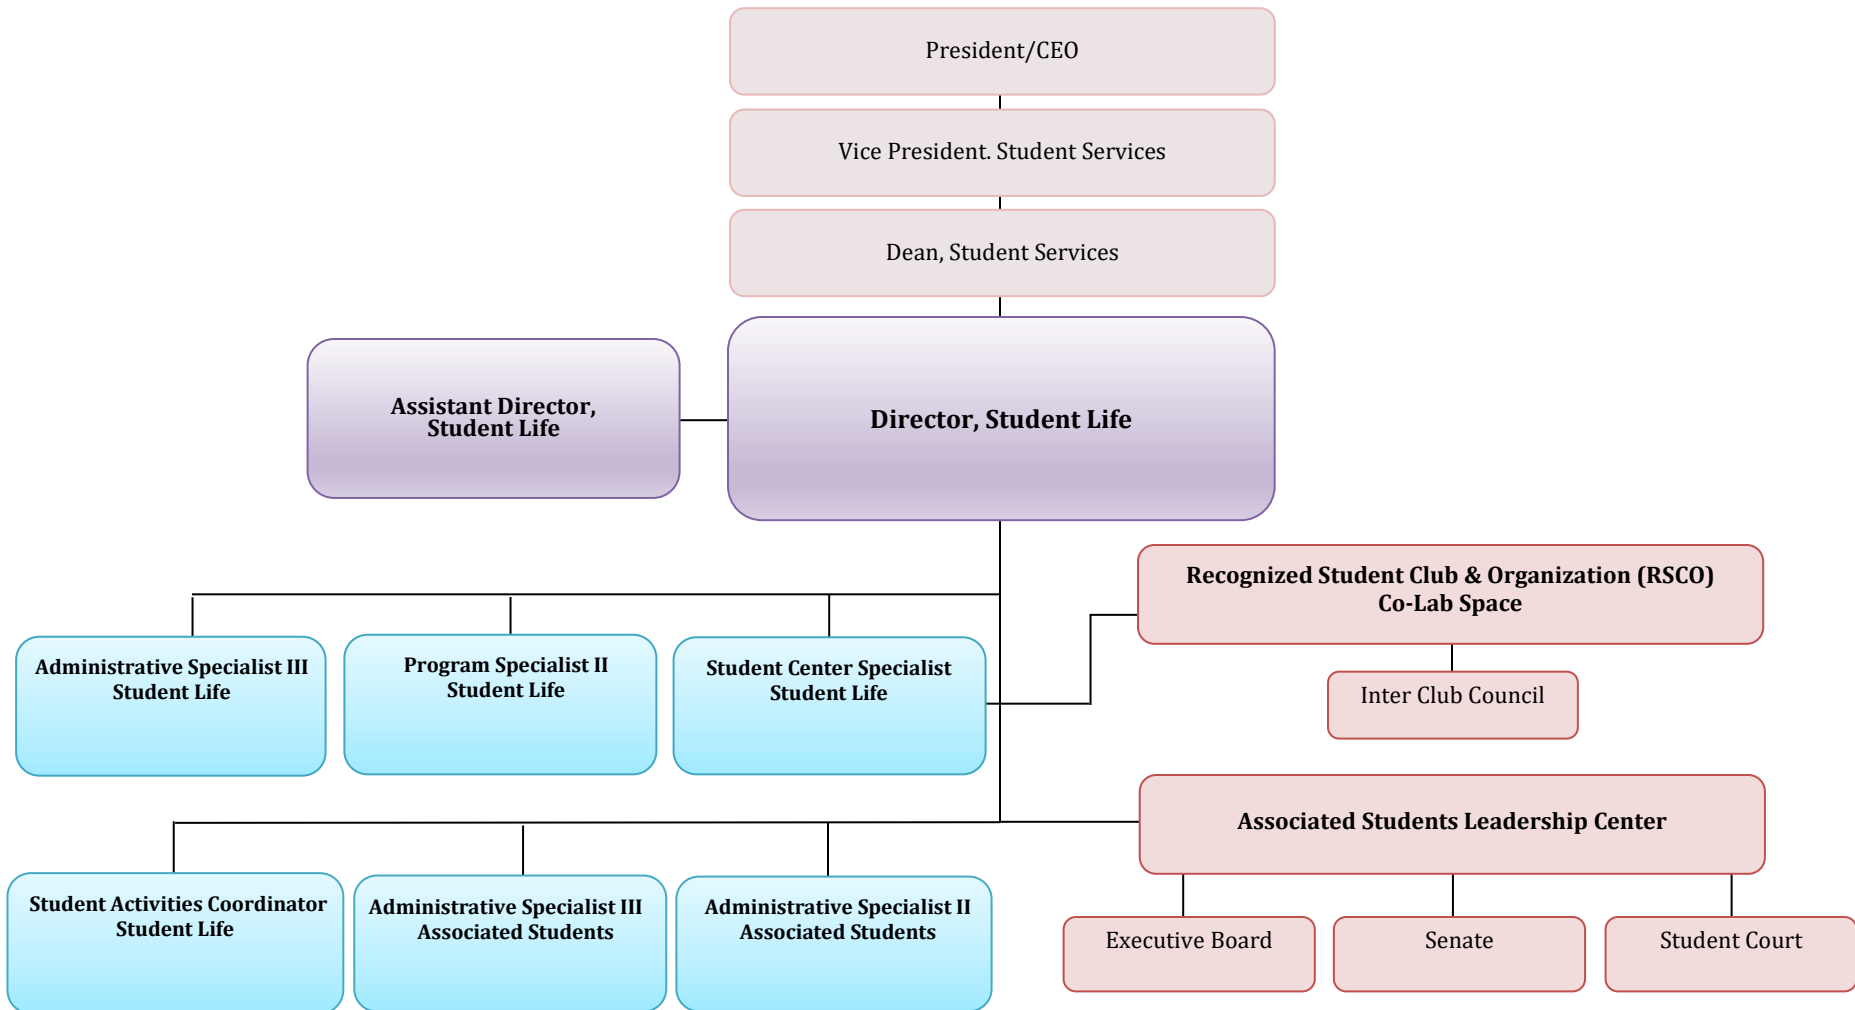 President/CEO
Vice President. Student Services
Dean, Student Services
Assistant Director,
Student Life
Director, Student Life
Recognized Student Club & Organization (RSCO)
Co-Lab Space
Administrative Specialist III
Student Life
Program Specialist II
Student Life
Student Center Specialist
Student Life
Inter Club Council
Associated Students Leadership Center
Student Activities Coordinator
Student Life
Administrative Specialist III
Associated Students
Administrative Specialist II
Associated Students
Executive Board
Senate
Student Court